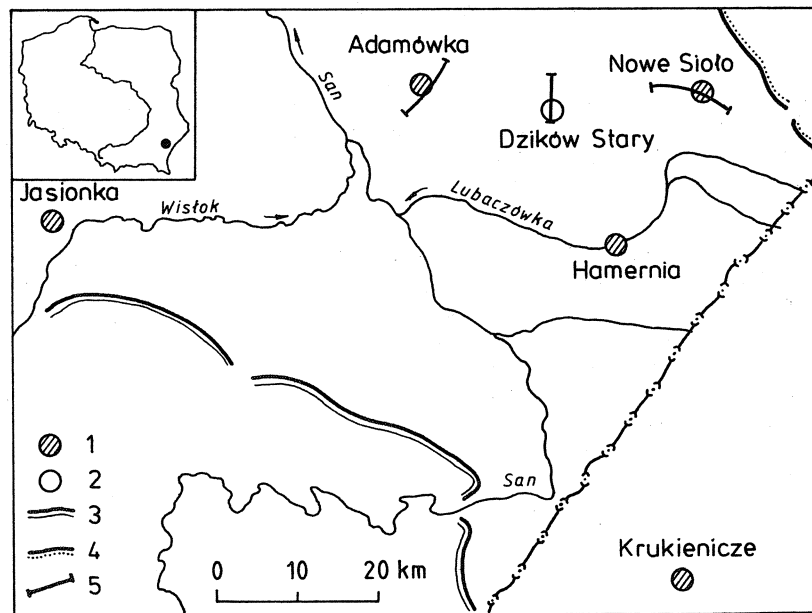 Adamówka
Nowe Sioło
San
Dzików Stary
Jasionka
Wisłok
Lubaczówka
Hamernia
1
2
3
4
5
San
0 10 20 km
Krukienicze